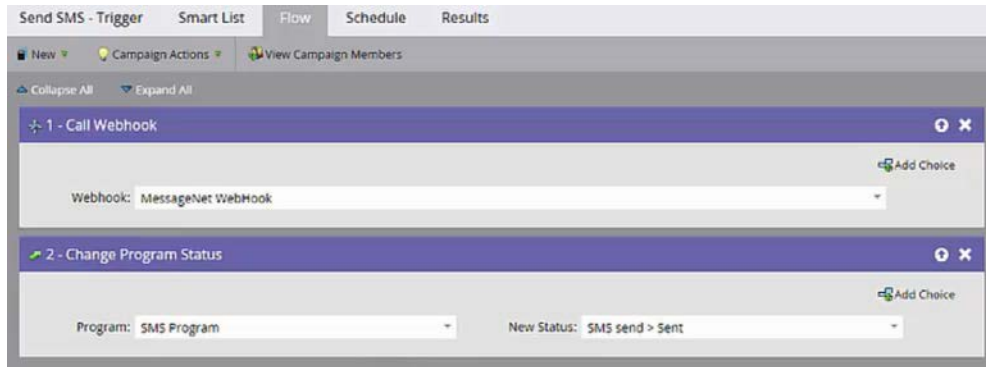 Send SMS - Trigger Smart List Flow Schedule Results
New Campaign Actions View Campaign Members
Collapse All Expand All
1 - Call Webhook
Add Choice
Webhook: MessageNet WebHook
2 - Change Program Status
Add Choice
Program: SMS Program New Status: SMS send > Sent